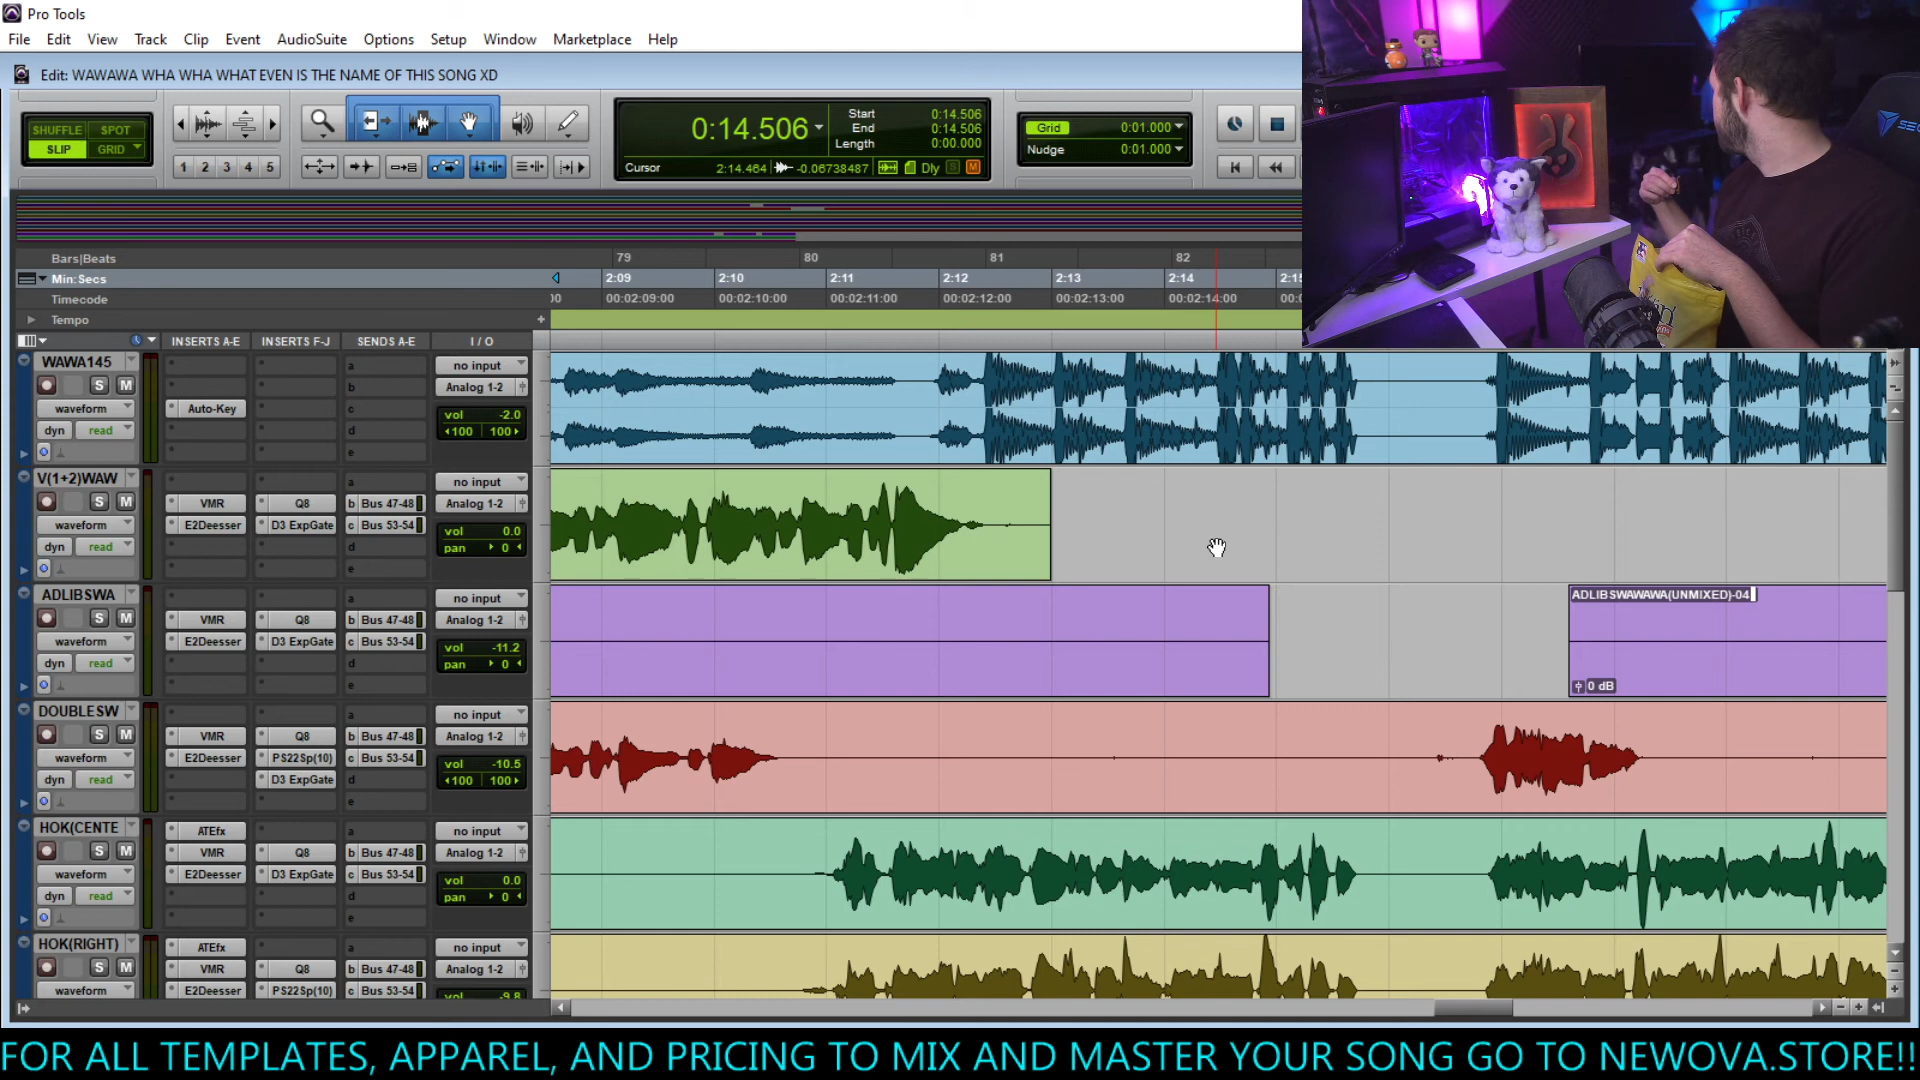 Pro Tools
File Edit View Track Clip Event AudioSuite Options Setup Window Marketplace Help
Edit: WAWAWA WHA WHA WHAT EVEN IS THE NAME OF THIS SONG XD
SHUFFLE SPOT
SLIP GRID
1 2 3 4 5
0:14.506
Start 0:14.506
End 0:14.506
Length 0:00.000
Cursor 2:14.464 -0.06738487 Dly S M
Grid 0:01.000
Nudge 0:01.000
Bars|Beats 79 80 81 82
Min:Secs 2:09 2:10 2:11 2:12 2:13 2:14 2:15
Timecode 00 00:02:09:00 00:02:10:00 00:02:11:00 00:02:12:00 00:02:13:00 00:02:14:00 00:0
Tempo
INSERTS A-E INSERTS F-J SENDS A-E I / O
WAWA145 a no input
S M b Analog 1-2
waveform Auto-Key c vol -2.0
dyn read d 100 100
e
V(1+2)WAW a no input
S M VMR Q8 b Bus 47-48 Analog 1-2
waveform E2Deesser D3 ExpGate c Bus 53-54 vol 0.0
dyn read d pan 0
e
ADLIBSWA a no input ADLIBSWAWAWA(UNMIXED)-04
S M VMR Q8 b Bus 47-48 Analog 1-2
waveform E2Deesser D3 ExpGate c Bus 53-54 vol -11.2
dyn read d pan 0
e 0 dB
DOUBLESW a no input
S M VMR Q8 b Bus 47-48 Analog 1-2
waveform E2Deesser PS22Sp(10) c Bus 53-54 vol -10.5
dyn read D3 ExpGate d 100 100
e
HOK(CENTE ATEfx a no input
S M VMR Q8 b Bus 47-48 Analog 1-2
waveform E2Deesser D3 ExpGate c Bus 53-54 vol 0.0
dyn read d pan 0
e
HOK(RIGHT) ATEfx a no input
S M VMR Q8 b Bus 47-48 Analog 1-2
waveform E2Deesser PS22Sp(10) c Bus 53-54 vol -9.8
FOR ALL TEMPLATES, APPAREL, AND PRICING TO MIX AND MASTER YOUR SONG GO TO NEWOVA.STORE!!